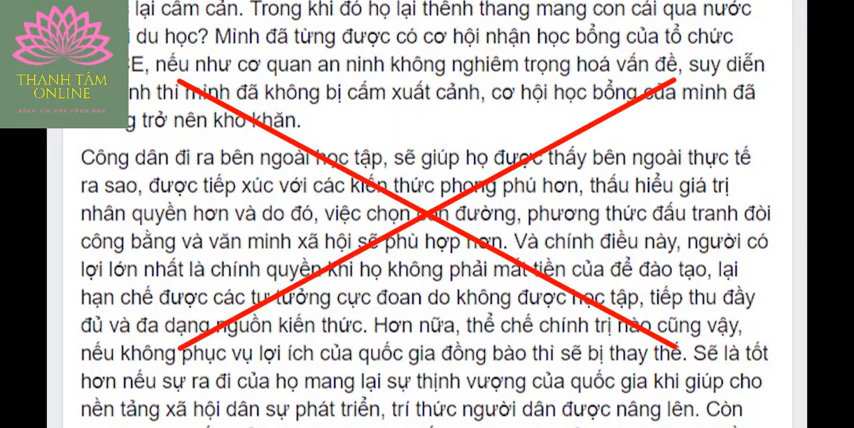 THANH TÂM
ONLINE
lại cấm cản. Trong khi đó họ lại thênh thang mang con cái qua nước
du học? Mình đã từng được có cơ hội nhận học bổng của tổ chức
E, nếu như cơ quan an ninh không nghiêm trọng hoá vấn đề, suy diễn
thì mình đã không bị cấm xuất cảnh, cơ hội học bổng của mình đã
trở nên khó khăn.
Công dân đi ra bên ngoài học tập, sẽ giúp họ được thấy bên ngoài thực tế
ra sao, được tiếp xúc với các kiến thức phong phú hơn, thấu hiểu giá trị
nhân quyền hơn và do đó, việc chọn con đường, phương thức đấu tranh đòi
công bằng và văn minh xã hội sẽ phù hợp hơn. Và chính điều này, người có
lợi lớn nhất là chính quyền khi họ không phải mất tiền của để đào tạo, lại
hạn chế được các tư tưởng cực đoan do không được học tập, tiếp thu đầy
đủ và đa dạng nguồn kiến thức. Hơn nữa, thể chế chính trị nào cũng vậy,
nếu không phục vụ lợi ích của quốc gia đồng bào thì sẽ bị thay thế. Sẽ là tốt
hơn nếu sự ra đi của họ mang lại sự thịnh vượng của quốc gia khi giúp cho
nền tảng xã hội dân sự phát triển, trí thức người dân được nâng lên. Còn